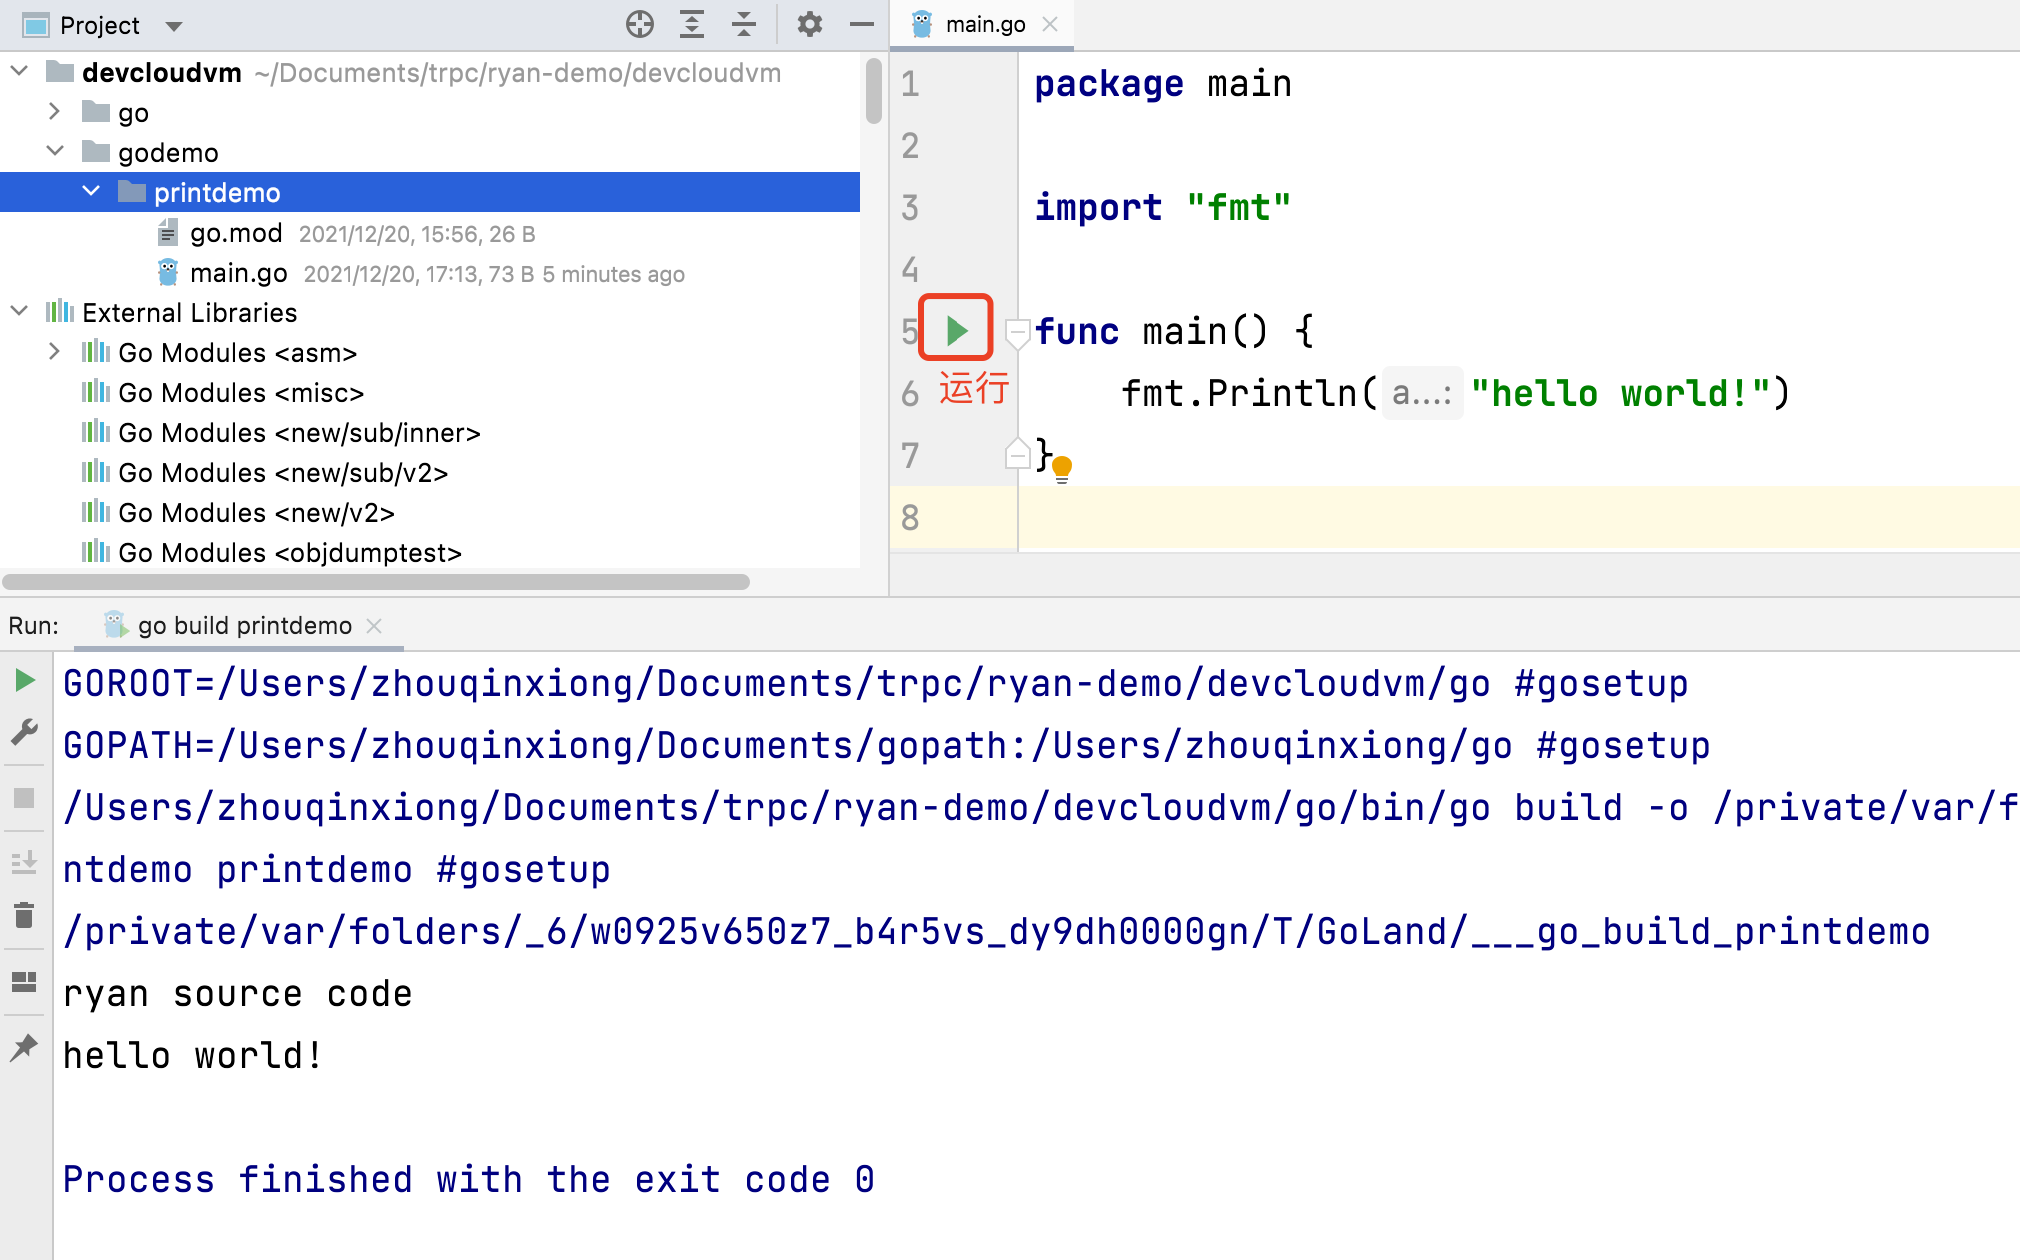 Project
devcloudvm ~/Documents/trpc/ryan-demo/devcloudvm
go
godemo
printdemo
go.mod 2021/12/20, 15:56, 26 B
main.go 2021/12/20, 17:13, 73 B 5 minutes ago
External Libraries
Go Modules <asm>
Go Modules <misc>
Go Modules <new/sub/inner>
Go Modules <new/sub/v2>
Go Modules <new/v2>
Go Modules <objdumptest>
main.go
1 package main
2
3 import "fmt"
4
5 func main() {
运行
6 fmt.Println(a...: "hello world!")
7 }
8
Run: go build printdemo
GOROOT=/Users/zhouqinxiong/Documents/trpc/ryan-demo/devcloudvm/go #gosetup
GOPATH=/Users/zhouqinxiong/Documents/gopath:/Users/zhouqinxiong/go #gosetup
/Users/zhouqinxiong/Documents/trpc/ryan-demo/devcloudvm/go/bin/go build -o /private/var/f
ntdemo printdemo #gosetup
/private/var/folders/_6/w0925v650z7_b4r5vs_dy9dh0000gn/T/GoLand/___go_build_printdemo
ryan source code
hello world!
Process finished with the exit code 0